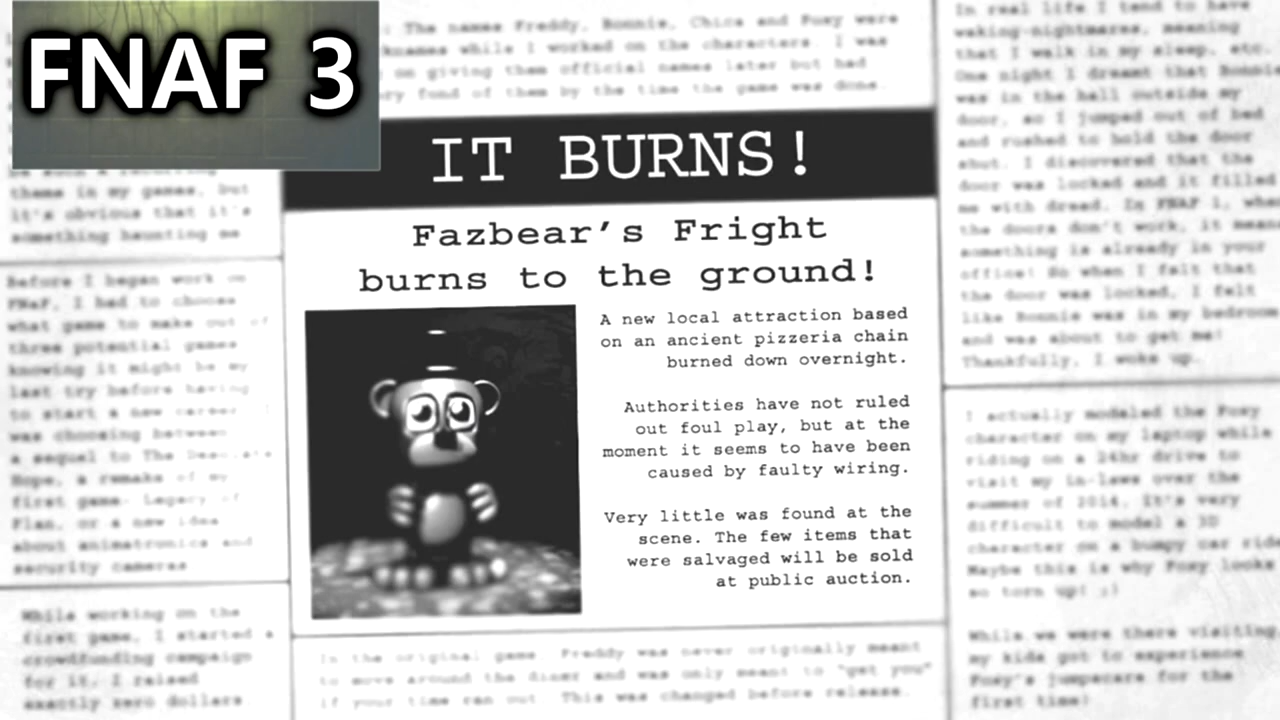 FNAF 3
: The names Freddy, Bonnie, Chica and Foxy were
knames while I worked on the characters. I was
on giving them official names later but had
ry fond of them by the time the game was done.
IT BURNS!
Fazbear's Fright
burns to the ground!
A new local attraction based
on an ancient pizzeria chain
burned down overnight.
Authorities have not ruled
out foul play, but at the
moment it seems to have been
caused by faulty wiring.
Very little was found at the
scene. The few items that
were salvaged will be sold
at public auction.
be such a recurring
theme in my games, but
it's obvious that it's
something haunting me
Before I began work on
FNaF, I had to choose
what game to make out of
three potential games
knowing it might be my
last try before having
to start a new career. I
was choosing between
a sequel to The Desolate
Hope, a remake of my
first game- Legacy of
Flan, or a new idea
about animatronics and
security cameras
While working on the
first game, I started a
crowdfunding campaign
for it. I raised
exactly zero dollars
In the original game Freddy was never originally meant
to move around the diner and was only meant to "get you"
if your time ran out. This was changed before release.
In real life I tend to have
waking-nightmares, meaning
that I walk in my sleep, etc.
One night I dreamt that Bonnie
was in the hall outside my
door, so I jumped out of bed
and rushed to hold the door
shut. I discovered that the
door was locked and it filled
me with dread. In FNAF 1, when
the doors don't work, it means
something is already in your
office! So when I felt that
the door was locked, I felt
like Bonnie was in my bedroom
and was about to get me!
Thankfully, I woke up.
I actually modeled the Foxy
character on my laptop while
riding on a 24hr drive to
visit my in-laws over the
summer of 2014. It's very
difficult to model a 3D
character on a bumpy car ride
Maybe this is why Foxy looks
so torn up! ;)
While we were there visiting,
my kids got to experience
Foxy's jumpscare for the
first time!